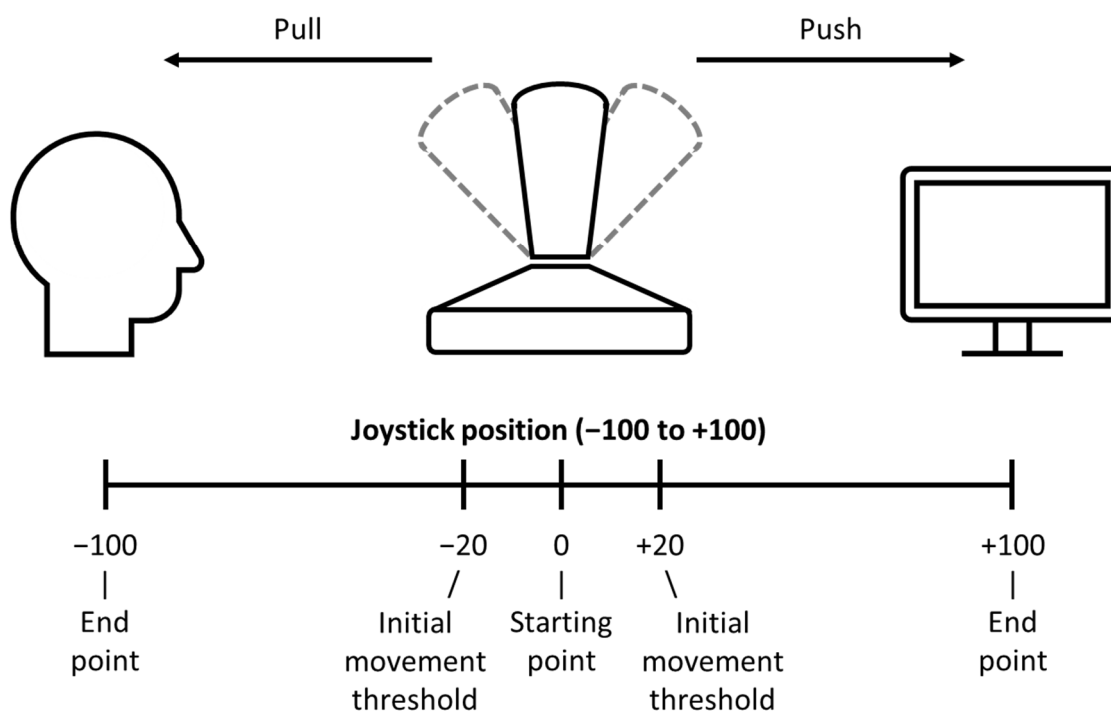 Pull
Push
Joystick position (−100 to +100)
−100
−20
0
+20
+100
End
point
Initial
movement
threshold
Starting
point
Initial
movement
threshold
End
point